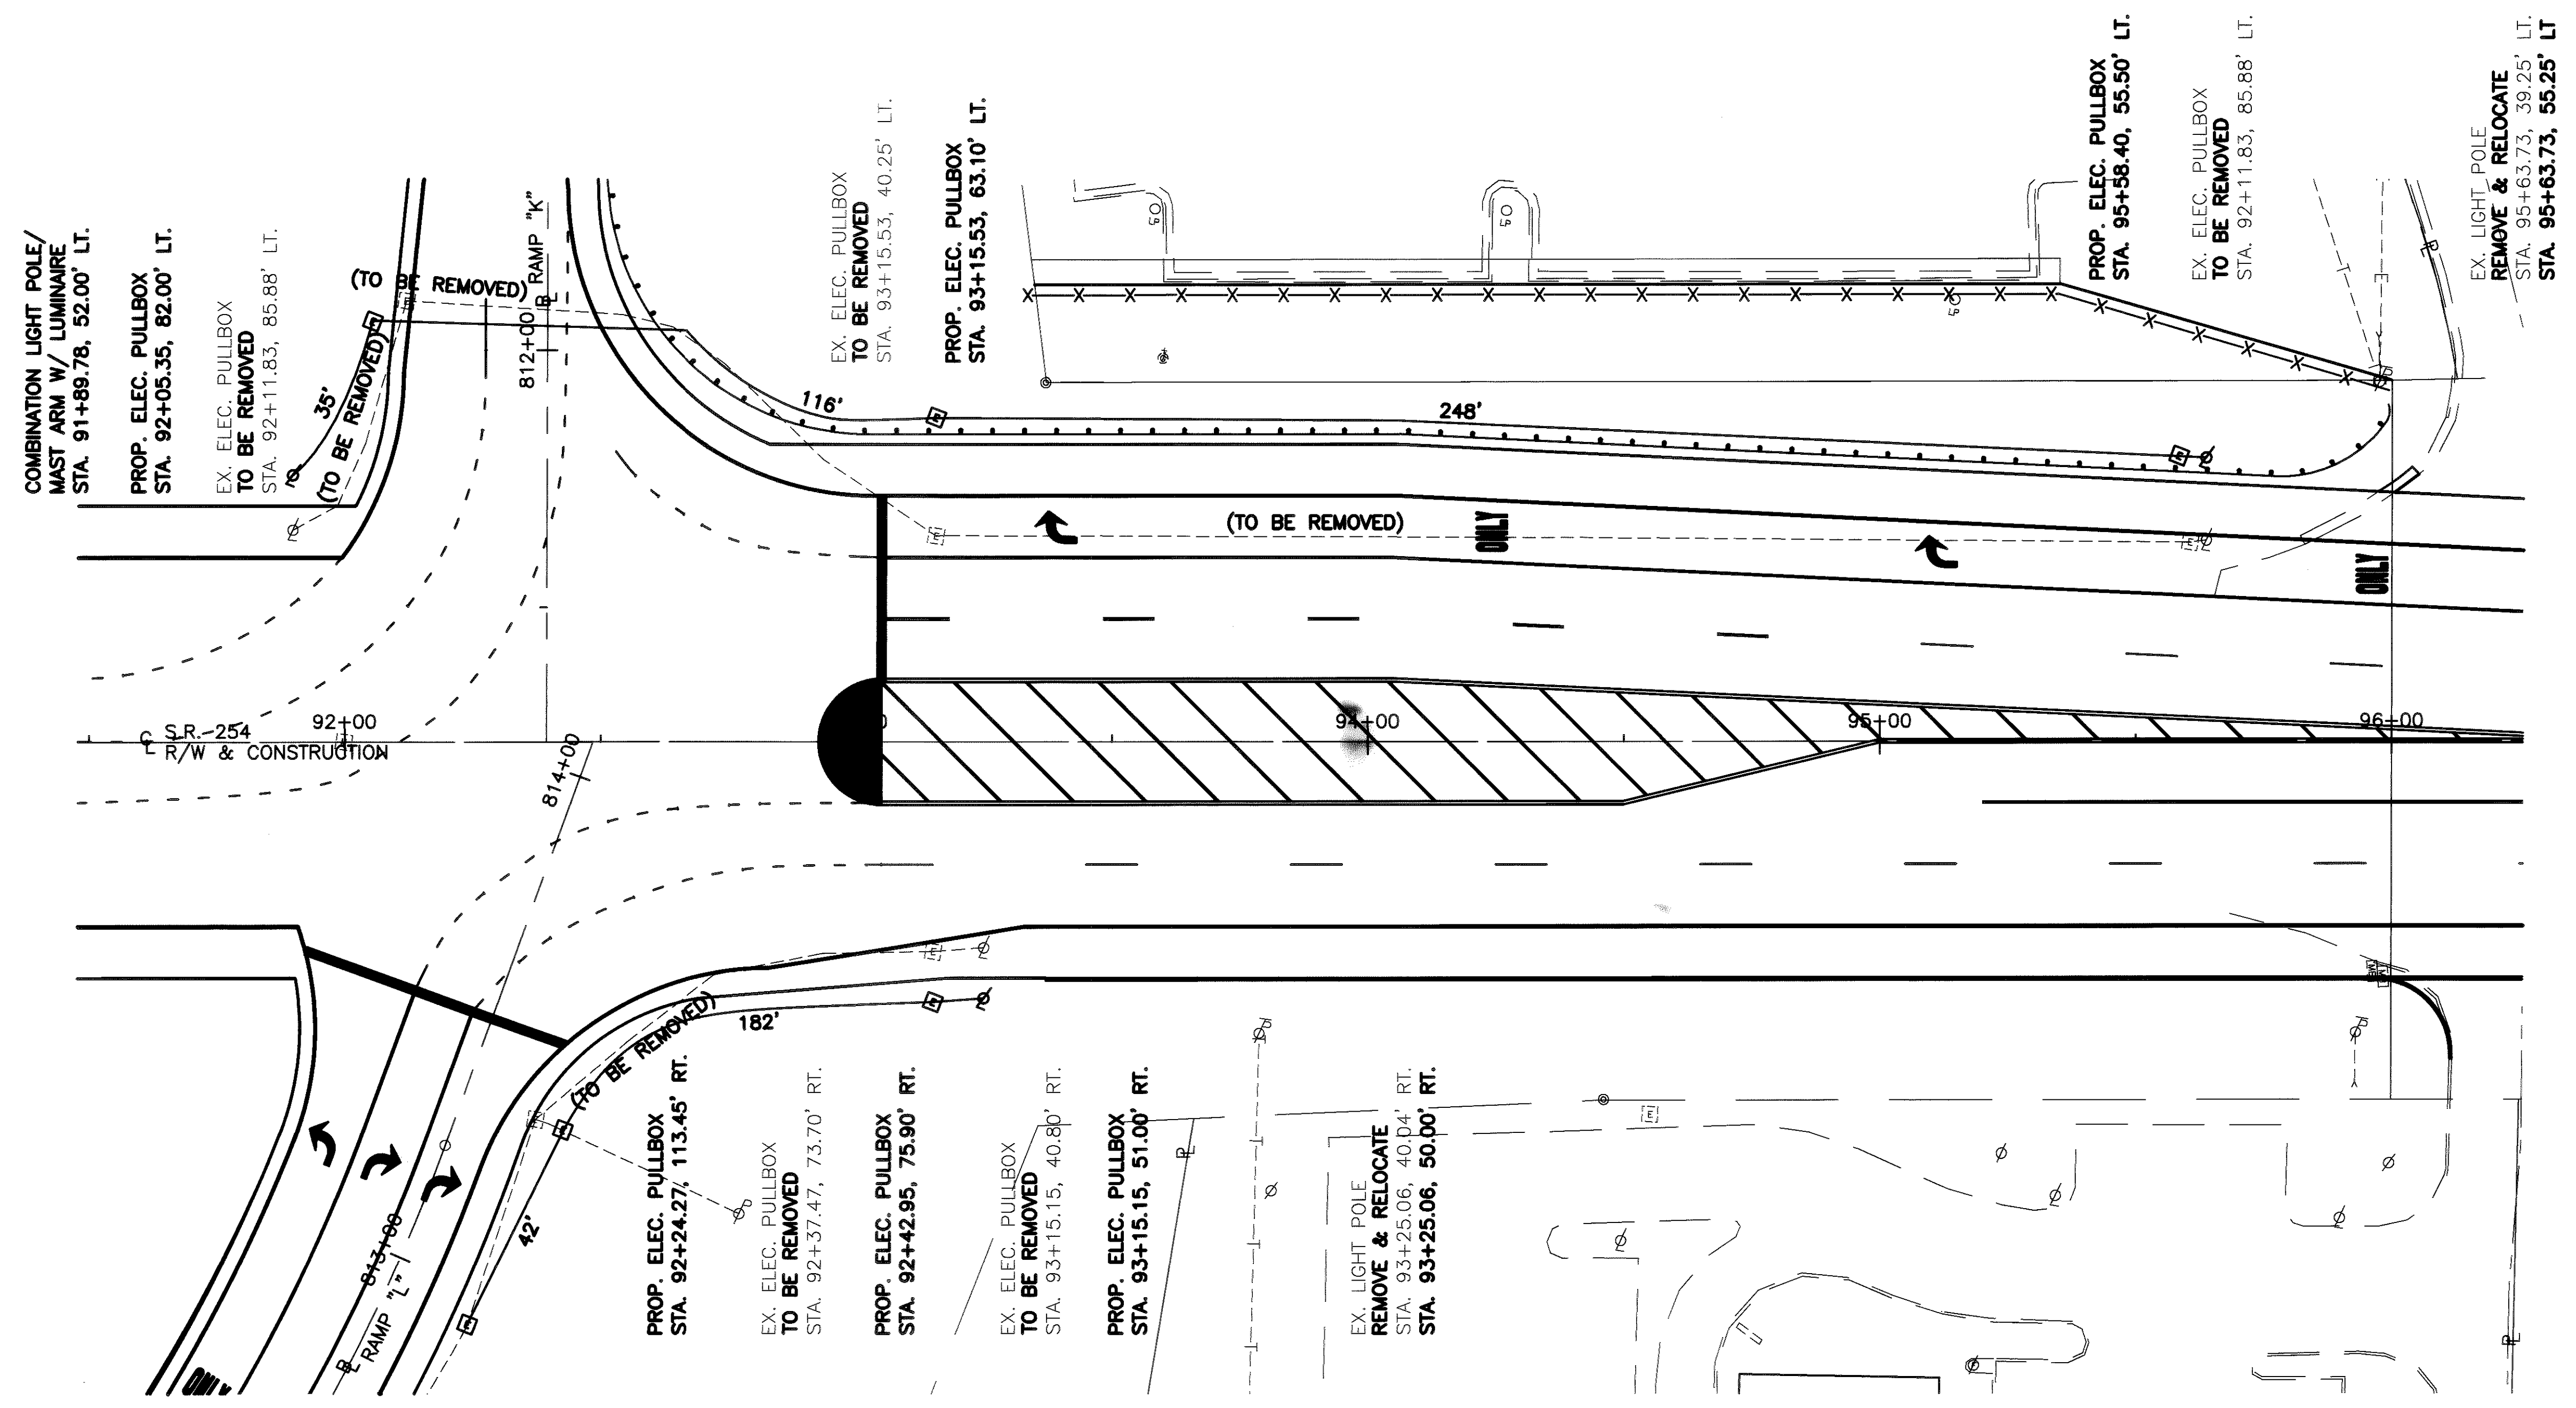 COMBINATION LIGHT POLE/
MAST ARM W/ LUMINAIRE
STA. 91+89.78, 52.00' LT.
PROP. ELEC. PULLBOX
STA. 92+05.35, 82.00' LT.
EX. ELEC. PULLBOX
TO BE REMOVED
STA. 92+11.83, 85.88' LT.
EX. ELEC. PULLBOX
TO BE REMOVED
STA. 93+15.53, 40.25' LT.
PROP. ELEC. PULLBOX
STA. 93+15.53, 63.10' LT.
PROP. ELEC. PULLBOX
STA. 95+58.40, 55.50' LT.
EX. ELEC. PULLBOX
TO BE REMOVED
STA. 92+11.83, 85.88' LT.
EX. LIGHT POLE
REMOVE & RELOCATE
STA. 95+63.73, 39.25' LT.
STA. 95+63.73, 55.25' LT
(TO BE REMOVED)
RAMP "K"
812+00
35'
(TO BE REMOVED)
116'
248'
(TO BE REMOVED)
ONLY
ONLY
92+00
94+00
95+00
96+00
S.R.-254
R/W & CONSTRUCTION
814+00
182'
(TO BE REMOVED)
42'
813+00
RAMP "L"
ONLY
PROP. ELEC. PULLBOX
STA. 92+24.27, 113.45' RT.
EX. ELEC. PULLBOX
TO BE REMOVED
STA. 92+37.47, 73.70' RT.
PROP. ELEC. PULLBOX
STA. 92+42.95, 75.90' RT.
EX. ELEC. PULLBOX
TO BE REMOVED
STA. 93+15.15, 40.80' RT.
PROP. ELEC. PULLBOX
STA. 93+15.15, 51.00' RT.
EX. LIGHT POLE
REMOVE & RELOCATE
STA. 93+25.06, 40.04' RT.
STA. 93+25.06, 50.00' RT.
E